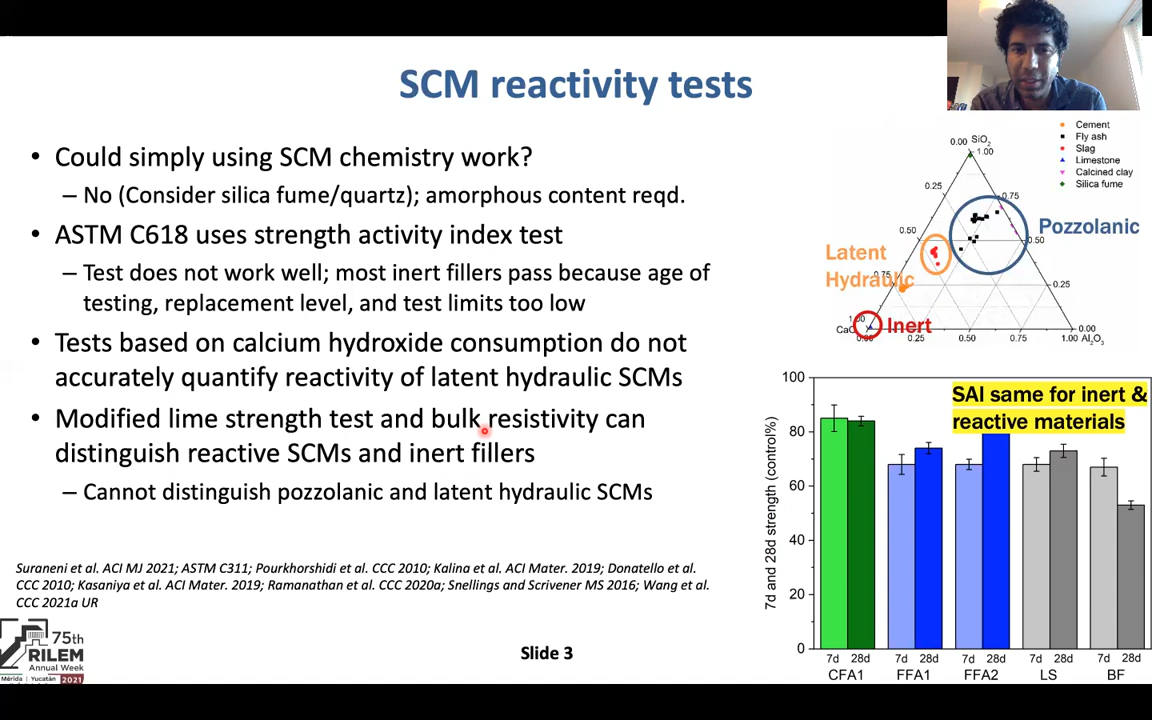 SCM reactivity tests
• Could simply using SCM chemistry work?
– No (Consider silica fume/quartz); amorphous content reqd.
• ASTM C618 uses strength activity index test
– Test does not work well; most inert fillers pass because age of
testing, replacement level, and test limits too low
• Tests based on calcium hydroxide consumption do not
accurately quantify reactivity of latent hydraulic SCMs
• Modified lime strength test and bulk resistivity can
distinguish reactive SCMs and inert fillers
– Cannot distinguish pozzolanic and latent hydraulic SCMs
Suraneni et al. ACI MJ 2021; ASTM C311; Pourkhorshidi et al. CCC 2010; Kalina et al. ACI Mater. 2019; Donatello et al.
CCC 2010; Kasaniya et al. ACI Mater. 2019; Ramanathan et al. CCC 2020a; Snellings and Scrivener MS 2016; Wang et al.
CCC 2021a UR
75th
RILEM
Annual Week
Mérida | Yucatán 2021
Slide 3
Cement
Fly ash
Slag
Limestone
Calcined clay
Silica fume
SiO2
0.00
1.00
0.25
0.75
0.50
0.50
0.75
0.25
1.00
0.00
0.00
0.25
0.50
0.75
1.00
Al2O3
Pozzolanic
Latent
Hydraulic
Inert
SAI same for inert &
reactive materials
7d and 28d strength (control%)
100
80
60
40
20
0
7d 28d 7d 28d 7d 28d 7d 28d 7d 28d
CFA1 FFA1 FFA2 LS BF